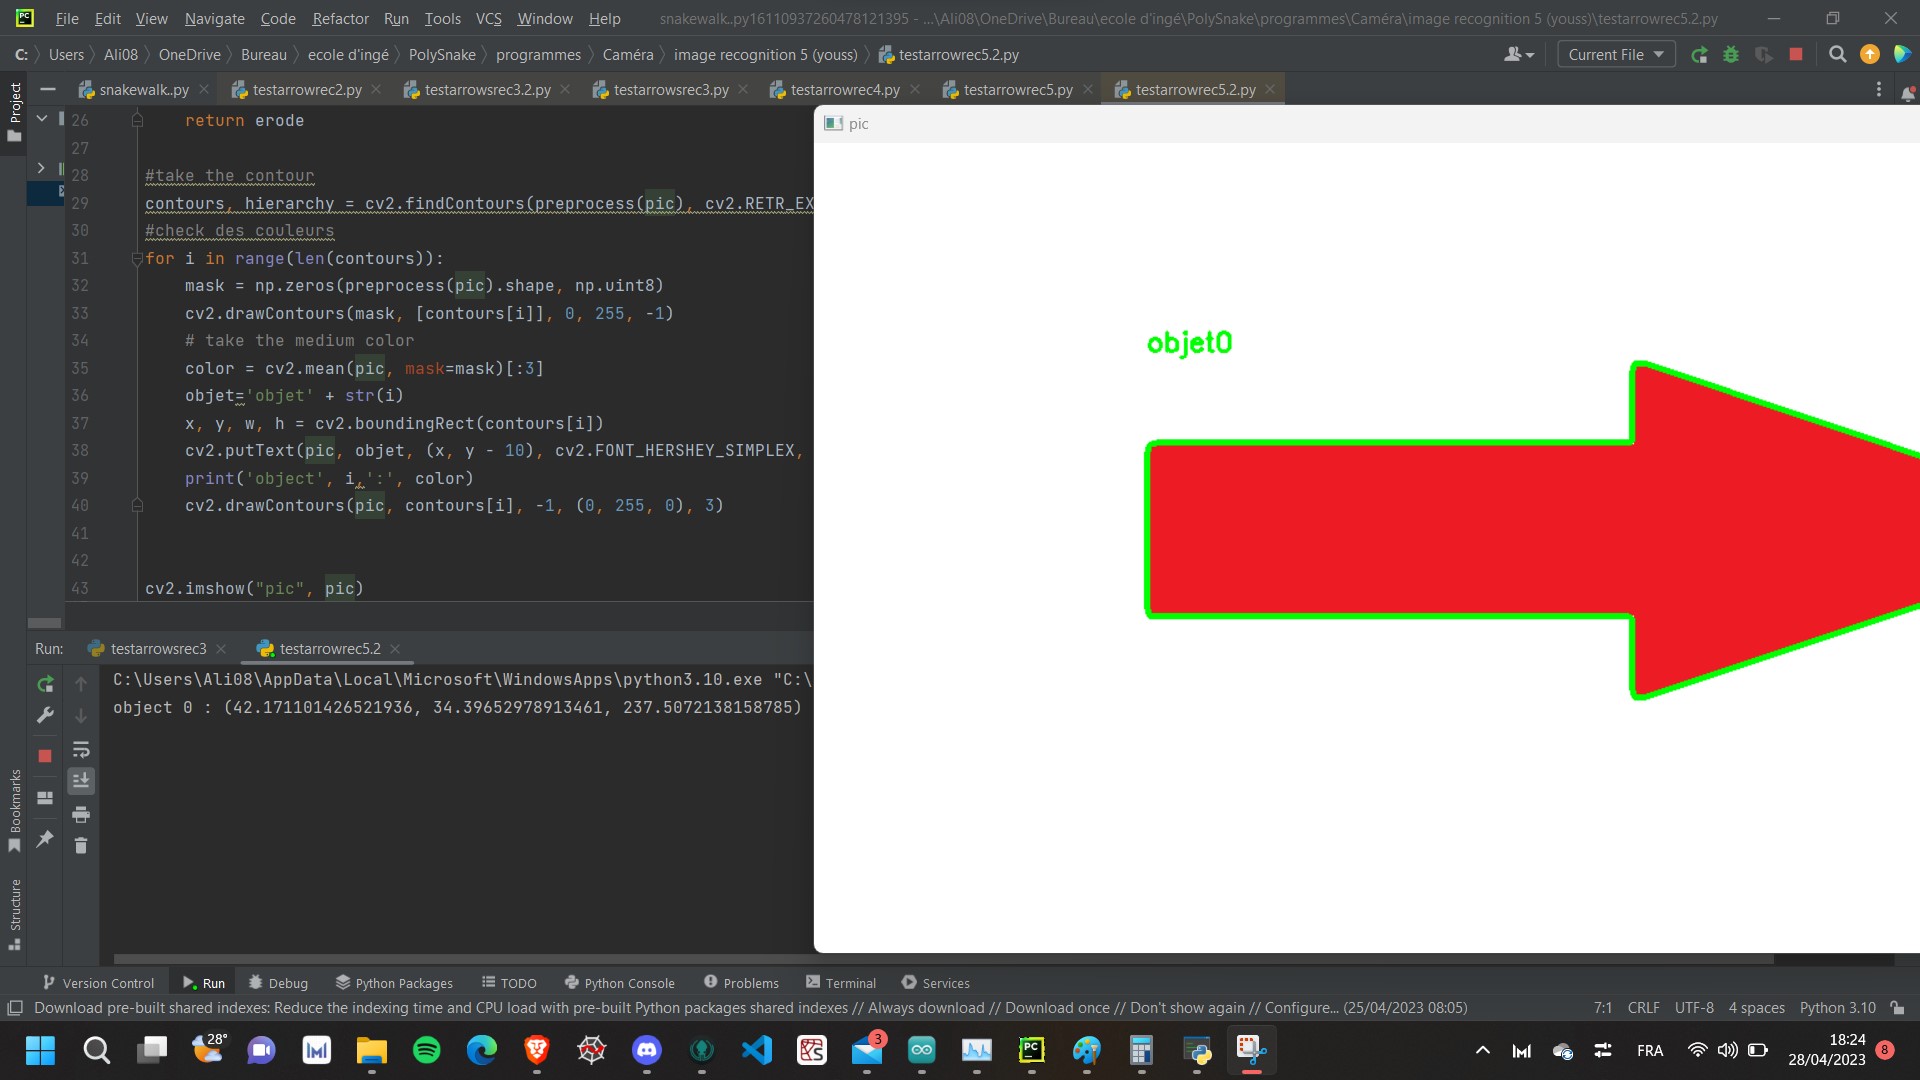 File Edit View Navigate Code Refactor Run Tools VCS Window Help snakewalk..py16110937260478121395 - ...\Ali08\OneDrive\Bureau\ecole d'ingé\PolySnake\programmes\Caméra\image recognition 5 (youss)\testarrowrec5.2.py
C: Users Ali08 OneDrive Bureau ecole d'ingé PolySnake programmes Caméra image recognition 5 (youss) testarrowrec5.2.py Current File
snakewalk..py testarrowrec2.py testarrowsrec3.2.py testarrowsrec3.py testarrowrec4.py testarrowrec5.py testarrowrec5.2.py
Project
26 return erode
27
28 #take the contour
29 contours, hierarchy = cv2.findContours(preprocess(pic), cv2.RETR_EX
30 #check des couleurs
31 for i in range(len(contours)):
32 mask = np.zeros(preprocess(pic).shape, np.uint8)
33 cv2.drawContours(mask, [contours[i]], 0, 255, -1)
34 # take the medium color
35 color = cv2.mean(pic, mask=mask)[:3]
36 objet='objet' + str(i)
37 x, y, w, h = cv2.boundingRect(contours[i])
38 cv2.putText(pic, objet, (x, y - 10), cv2.FONT_HERSHEY_SIMPLEX,
39 print('object', i,':', color)
40 cv2.drawContours(pic, contours[i], -1, (0, 255, 0), 3)
41
42
43 cv2.imshow("pic", pic)
pic
objet0
Run: testarrowsrec3 testarrowrec5.2
C:\Users\Ali08\AppData\Local\Microsoft\WindowsApps\python3.10.exe "C:\
object 0 : (42.171101426521936, 34.39652978913461, 237.5072138158785)
Bookmarks
Structure
Version Control Run Debug Python Packages TODO Python Console Problems Terminal Services
Download pre-built shared indexes: Reduce the indexing time and CPU load with pre-built Python packages shared indexes // Always download // Download once // Don't show again // Configure... (25/04/2023 08:05) 7:1 CRLF UTF-8 4 spaces Python 3.10
28° PC 3 PC FRA 18:24
28/04/2023 8